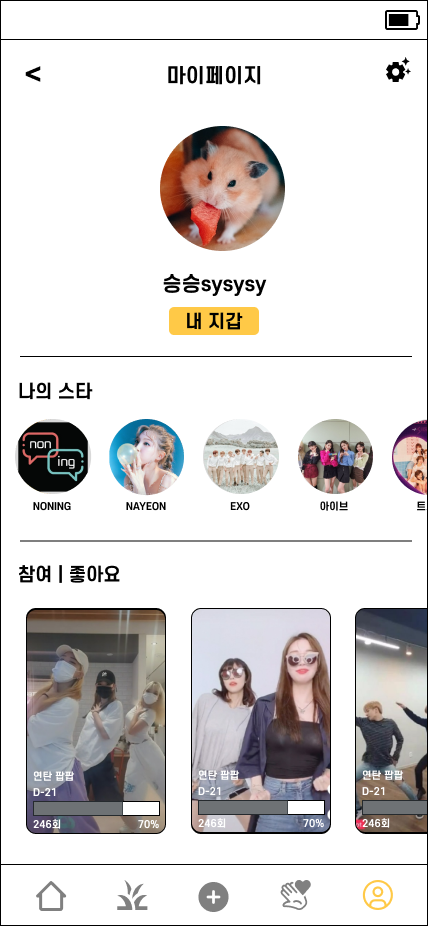 <
마이페이지
승승sysysy
내 지갑
나의 스타
non
ing
NONING
NAYEON
EXO
아이브
트
참여 | 좋아요
연탄 팝팝
D-21
246회 70%
연탄 팝팝
D-21
246회 70%
연탄 팝팝
D-21
246회